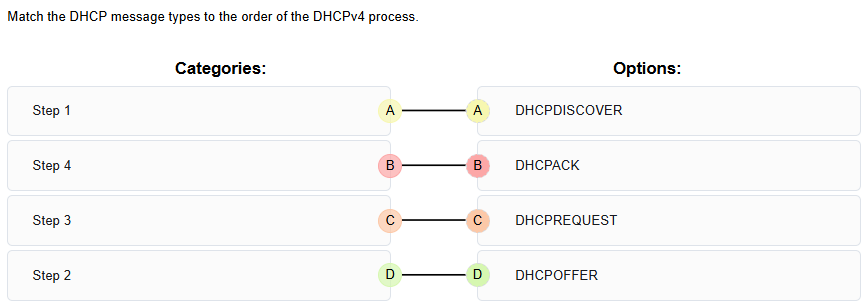 Match the DHCP message types to the order of the DHCPv4 process.
Categories: Options:
Step 1 A A DHCPDISCOVER
Step 4 B B DHCPACK
Step 3 C C DHCPREQUEST
Step 2 D D DHCPOFFER